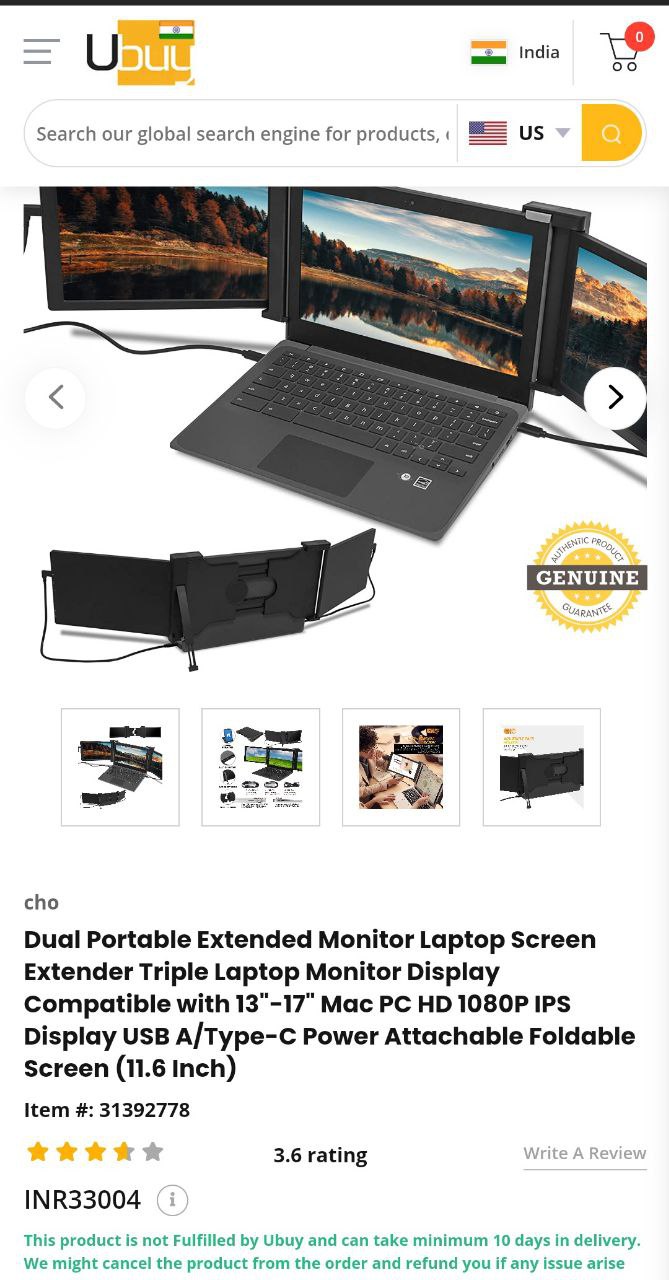 Ubuy
India
0
Search our global search engine for products,
US
AUTHENTIC PRODUCT
GENUINE
GUARANTEE
cho
Dual Portable Extended Monitor Laptop Screen
Extender Triple Laptop Monitor Display
Compatible with 13"-17" Mac PC HD 1080P IPS
Display USB A/Type-C Power Attachable Foldable
Screen (11.6 Inch)
Item #: 31392778
3.6 rating
Write A Review
INR33004
This product is not Fulfilled by Ubuy and can take minimum 10 days in delivery.
We might cancel the product from the order and refund you if any issue arise